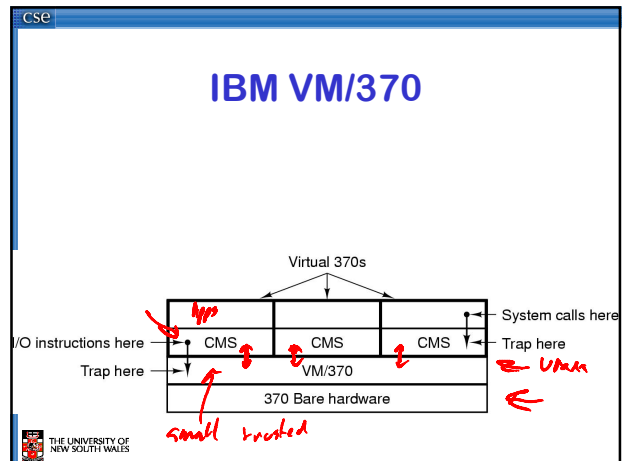 cse
IBM VM/370
Virtual 370s
Apps
System calls here
I/O instructions here
CMS
CMS
CMS
Trap here
Trap here
VM/370
370 Bare hardware
small trusted
THE UNIVERSITY OF
NEW SOUTH WALES